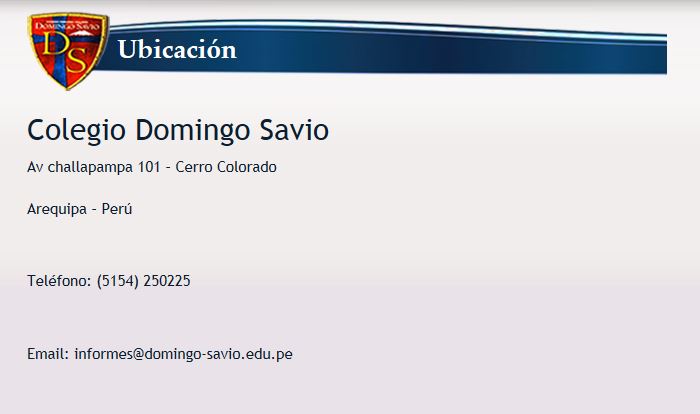 DOMINGO SAVIO
DS
Ubicación
Colegio Domingo Savio
Av challapampa 101 – Cerro Colorado
Arequipa – Perú
Teléfono: (5154) 250225
Email: informes@domingo-savio.edu.pe